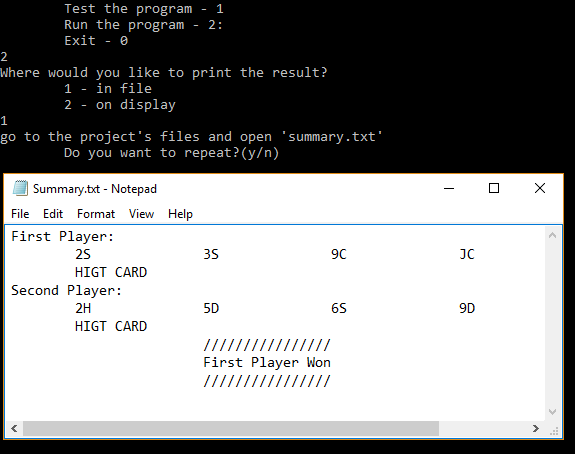 Test the program - 1
Run the program - 2:
Exit - 0
2
Where would you like to print the result?
1 - in file
2 - on display
1
go to the project's files and open 'summary.txt'
Do you want to repeat?(y/n)
Summary.txt - Notepad
File Edit Format View Help
First Player:
2S 3S 9C JC
HIGT CARD
Second Player:
2H 5D 6S 9D
HIGT CARD
////////////////
First Player Won
////////////////